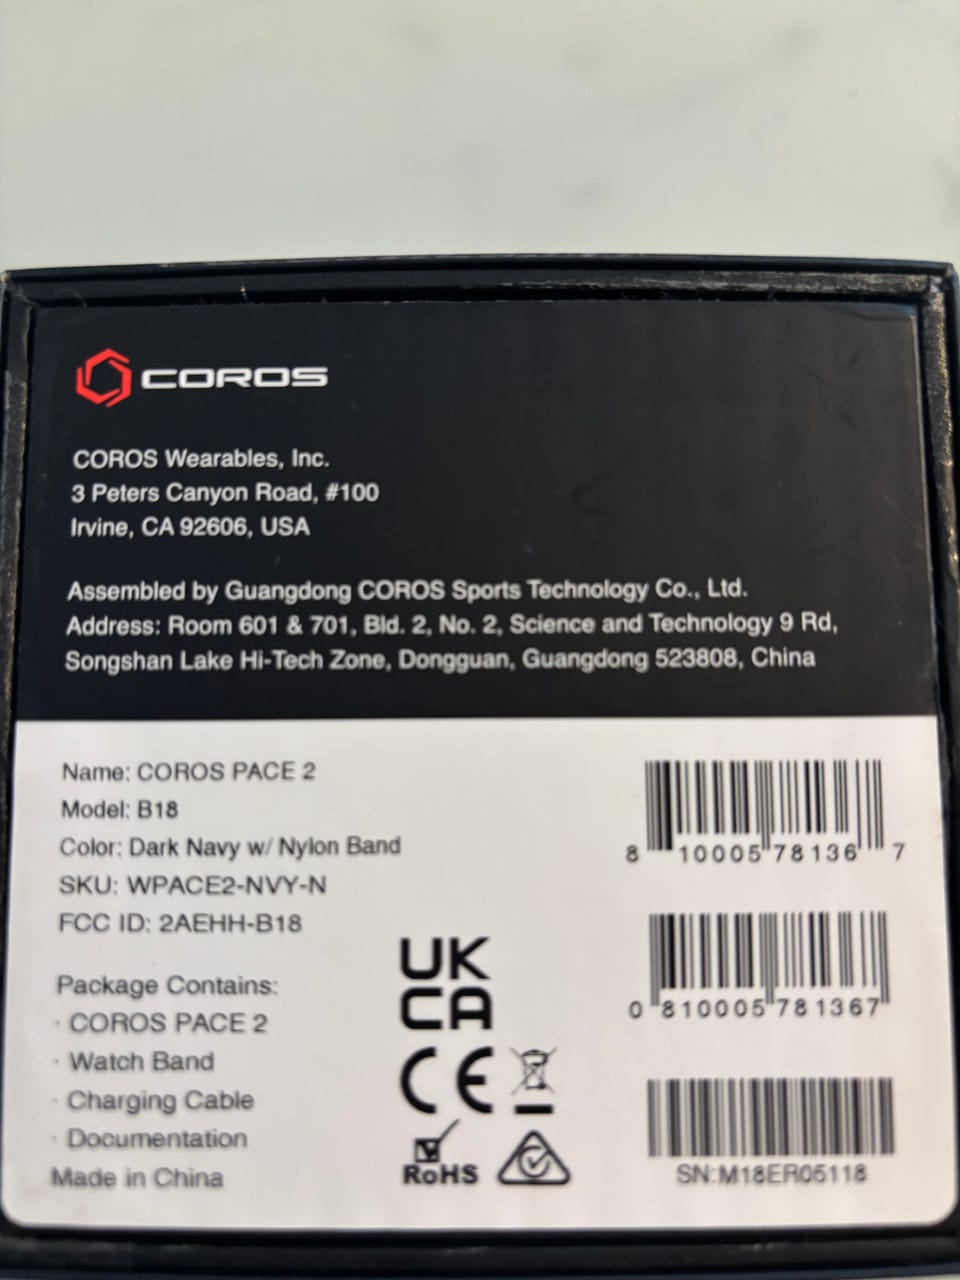 COROS
COROS Wearables, Inc.
3 Peters Canyon Road, #100
Irvine, CA 92606, USA
Assembled by Guangdong COROS Sports Technology Co., Ltd.
Address: Room 601 & 701, Bld. 2, No. 2, Science and Technology 9 Rd,
Songshan Lake Hi-Tech Zone, Dongguan, Guangdong 523808, China
Name: COROS PACE 2
Model: B18
Color: Dark Navy w/ Nylon Band
SKU: WPACE2-NVY-N
FCC ID: 2AEHH-B18
Package Contains:
· COROS PACE 2
· Watch Band
· Charging Cable
· Documentation
Made in China
UK
CA
CE
RoHS
8 10005 78136 7
0 810005 781367
SN:M18ER05118